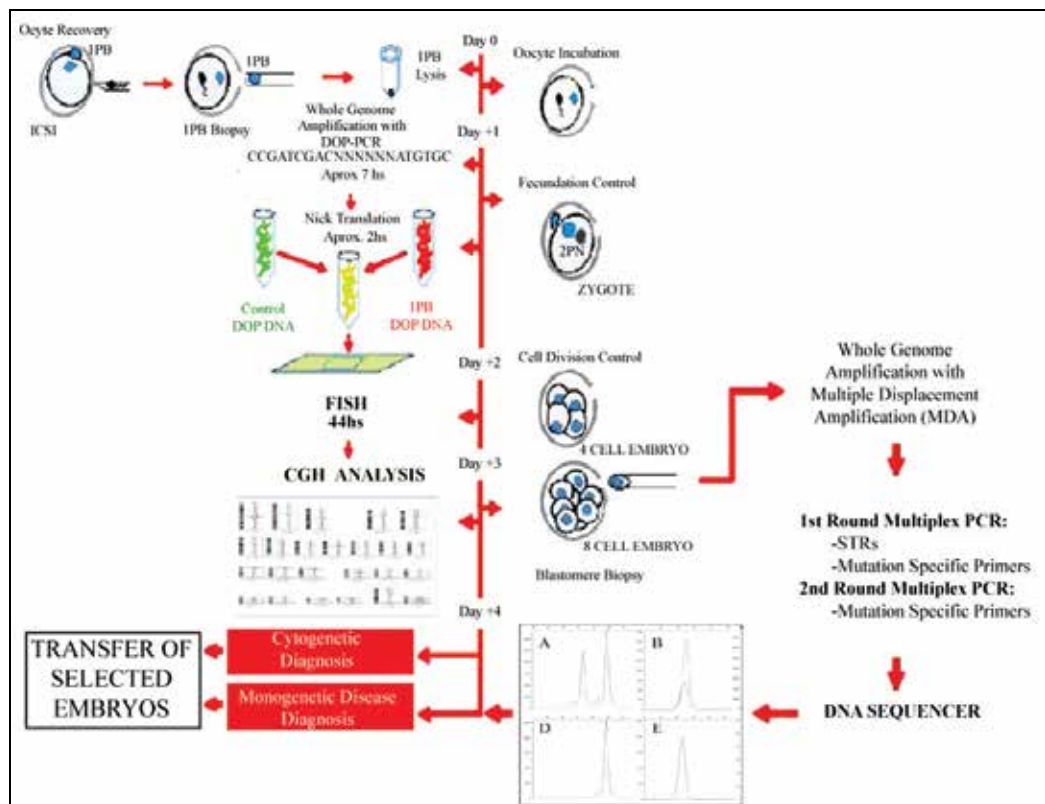 Ocyte Recovery
1PB
ICSI
1PB
1PB Biopsy
1PB
Lysis
Day 0
Oocyte Incubation
Whole Genome
Amplification with
DOP-PCR
CCGATCGACNNNNNNATGTGC
Aprox 7 hs
Day +1
Fecundation Control
2PN
ZYGOTE
Nick Translation
Aprox. 2hs
Control
DOP DNA
1PB
DOP DNA
Day +2
FISH
44hs
Cell Division Control
4 CELL EMBRYO
Day +3
CGH ANALYSIS
8 CELL EMBRYO
Blastomere Biopsy
Whole Genome
Amplification with
Multiple Displacement
Amplification (MDA)
1st Round Multiplex PCR:
-STRs
-Mutation Specific Primers
2nd Round Multiplex PCR:
-Mutation Specific Primers
DNA SEQUENCER
A
B
D
E
Day +4
Cytogenetic
Diagnosis
Monogenetic Disease
Diagnosis
TRANSFER OF
SELECTED
EMBRYOS